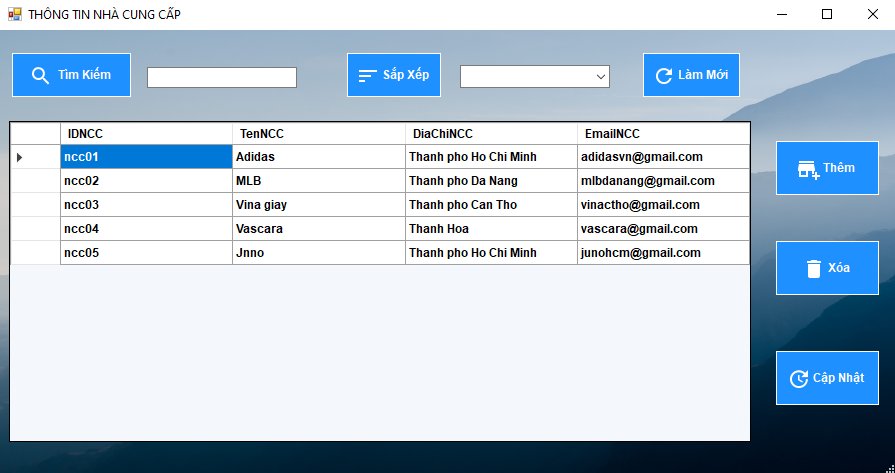 THÔNG TIN NHÀ CUNG CẤP
Tìm Kiếm
Sắp Xếp
Làm Mới
IDNCC TenNCC DiaChiNCC EmailNCC
ncc01 Adidas Thanh pho Ho Chi Minh adidasvn@gmail.com
ncc02 MLB Thanh pho Da Nang mlbdanang@gmail.com
ncc03 Vina giay Thanh pho Can Tho vinactho@gmail.com
ncc04 Vascara Thanh Hoa vascara@gmail.com
ncc05 Jnno Thanh pho Ho Chi Minh junohcm@gmail.com
Thêm
Xóa
Cập Nhật